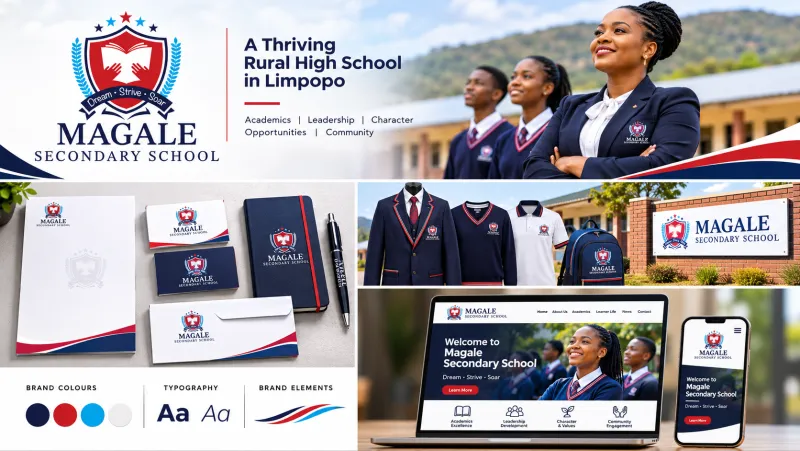 Dream • Strive • Soar
MAGALE
SECONDARY SCHOOL
A Thriving
Rural High School
in Limpopo
Academics | Leadership | Character
Opportunities | Community
MAGALE
SECONDARY SCHOOL
MAGALE
SECONDARY SCHOOL
MAGALE
SECONDARY SCHOOL
MAGALE
SECONDARY SCHOOL
MAGALE
SECONDARY SCHOOL
MAGALE
SECONDARY SCHOOL
BRAND COLOURS
TYPOGRAPHY
Aa Aa
BRAND ELEMENTS
MAGALE
SECONDARY SCHOOL
Home About Us Academics Learner Life News Contact
Welcome to
Magale
Secondary School
Dream • Strive • Soar
Learn More
Academics
Excellence
Leadership
Development
Character
& Values
Community
Engagement
MAGALE
SECONDARY SCHOOL
Welcome to
Magale
Secondary School
Dream • Strive • Soar
Learn More